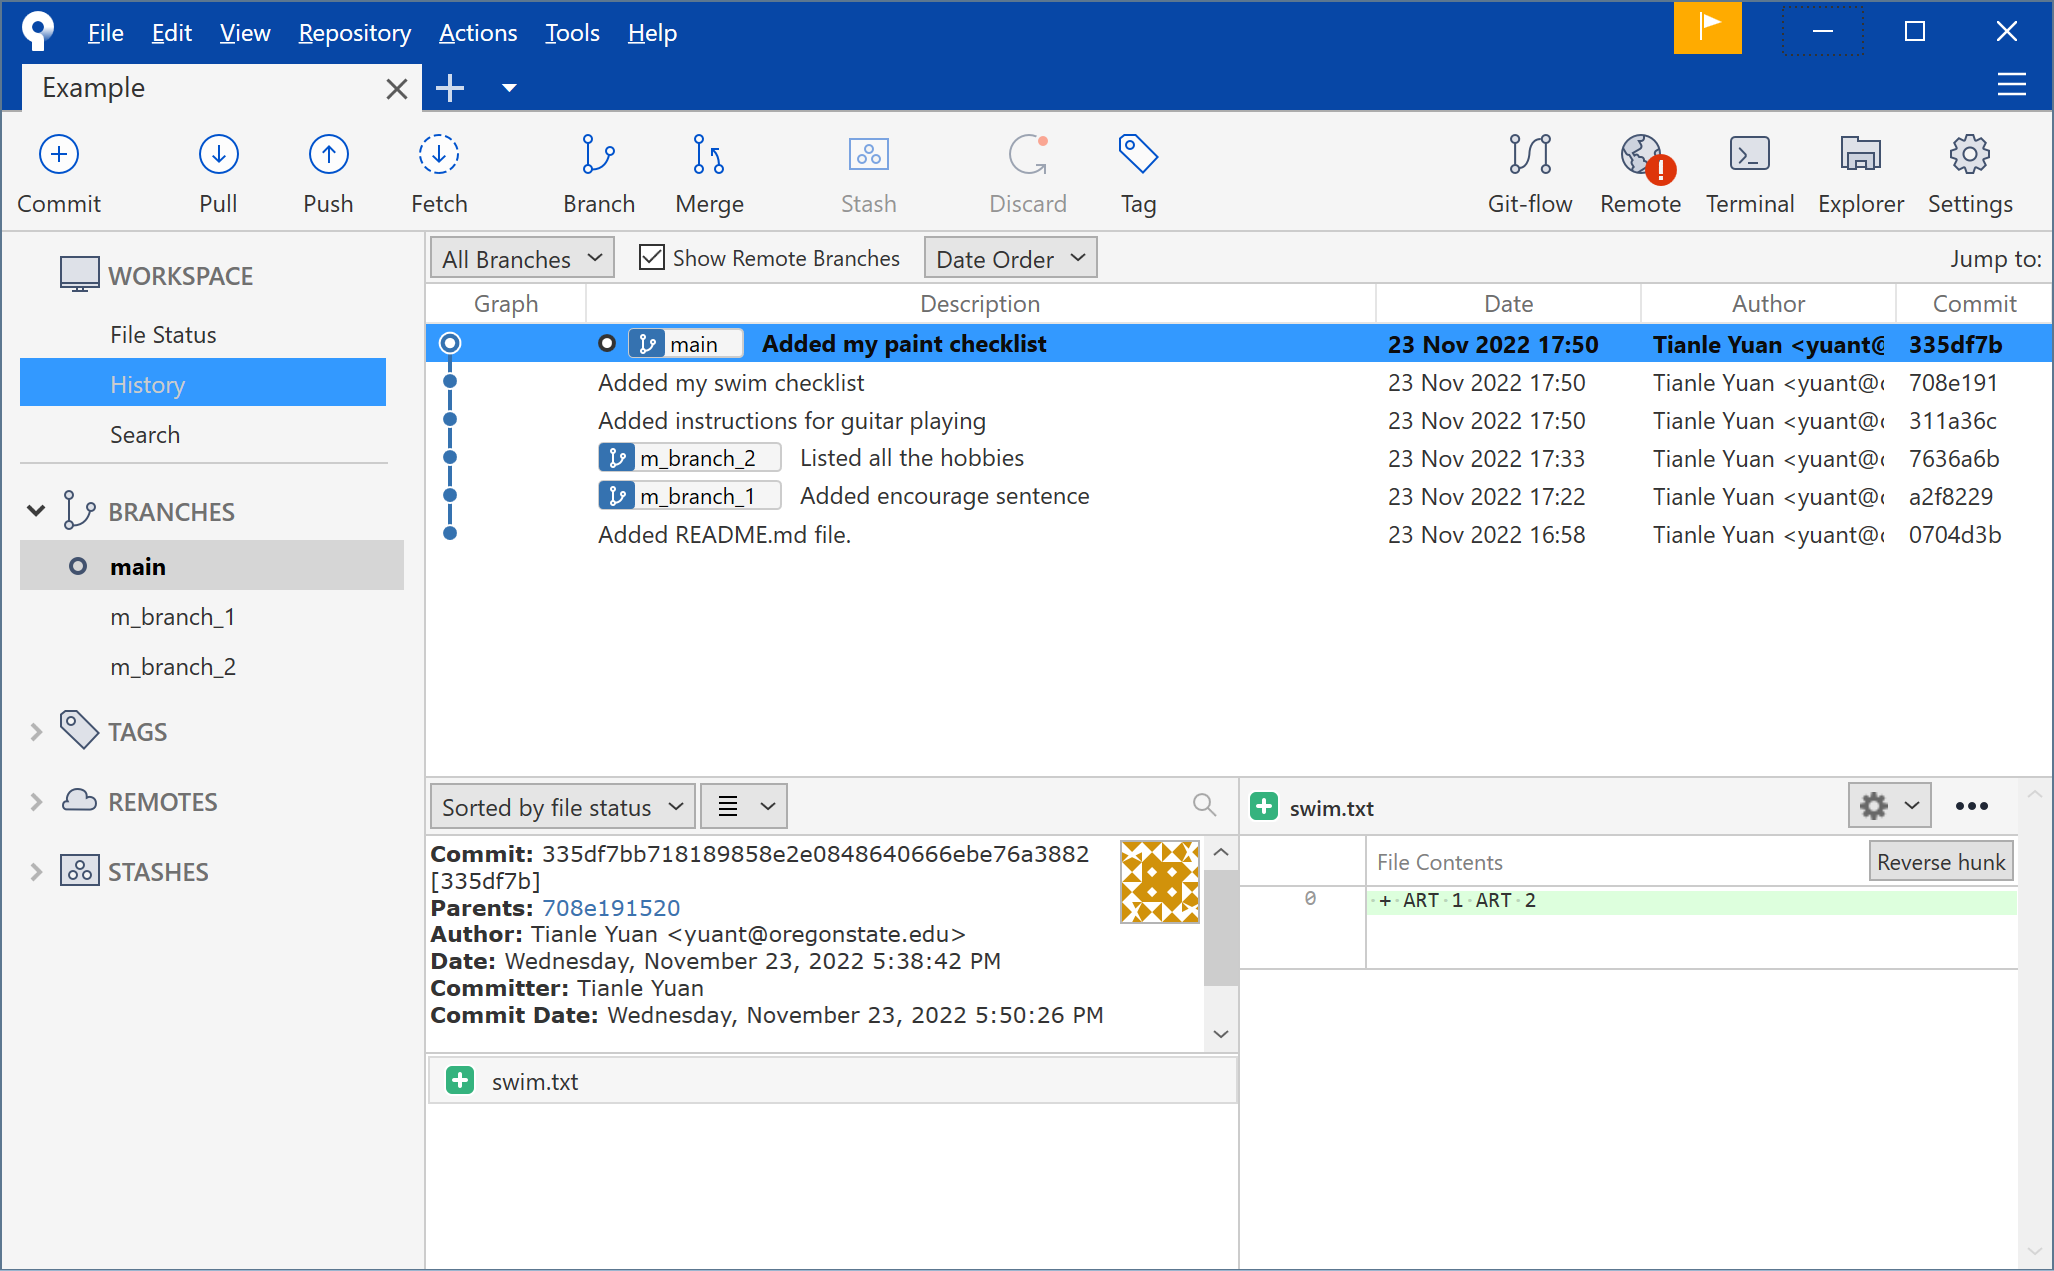 File Edit View Repository Actions Tools Help
Example
Commit Pull Push Fetch Branch Merge Stash Discard Tag Git-flow Remote Terminal Explorer Settings
WORKSPACE
File Status
History
Search
BRANCHES
main
m_branch_1
m_branch_2
TAGS
REMOTES
STASHES
All Branches Show Remote Branches Date Order Jump to:
Graph Description Date Author Commit
main Added my paint checklist 23 Nov 2022 17:50 Tianle Yuan <yuant@ 335df7b
Added my swim checklist 23 Nov 2022 17:50 Tianle Yuan <yuant@ 708e191
Added instructions for guitar playing 23 Nov 2022 17:50 Tianle Yuan <yuant@ 311a36c
m_branch_2 Listed all the hobbies 23 Nov 2022 17:33 Tianle Yuan <yuant@ 7636a6b
m_branch_1 Added encourage sentence 23 Nov 2022 17:22 Tianle Yuan <yuant@ a2f8229
Added README.md file. 23 Nov 2022 16:58 Tianle Yuan <yuant@ 0704d3b
Sorted by file status
Commit: 335df7bb718189858e2e0848640666ebe76a3882
[335df7b]
Parents: 708e191520
Author: Tianle Yuan <yuant@oregonstate.edu>
Date: Wednesday, November 23, 2022 5:38:42 PM
Committer: Tianle Yuan
Commit Date: Wednesday, November 23, 2022 5:50:26 PM
swim.txt
swim.txt
File Contents Reverse hunk
0 + ART 1 ART 2